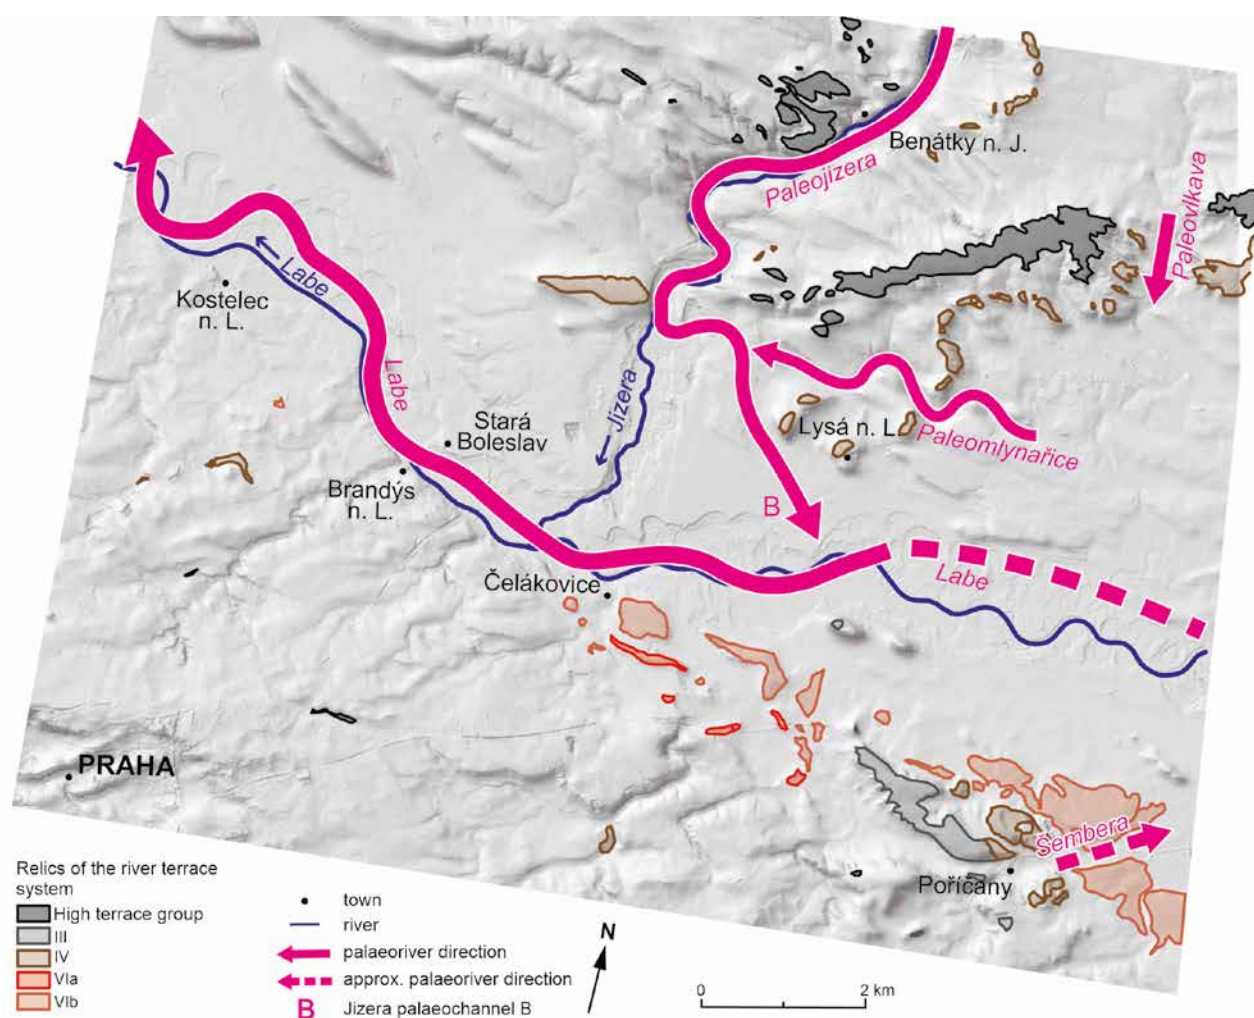 Benátky n. J.
Paleojizera
Paleovlkava
Labe
Kostelec
n. L.
Labe
Jizera
Stará
Boleslav
Lysá n. L.
Paleomlynařice
Brandýs
n. L.
B
Čelákovice
Labe
PRAHA
Šembera
Poříčany
Relics of the river terrace
system
High terrace group
III
IV
VIa
VIb
town
river
palaeoriver direction
approx. palaeoriver direction
B Jizera palaeochannel B
N
0 2 km